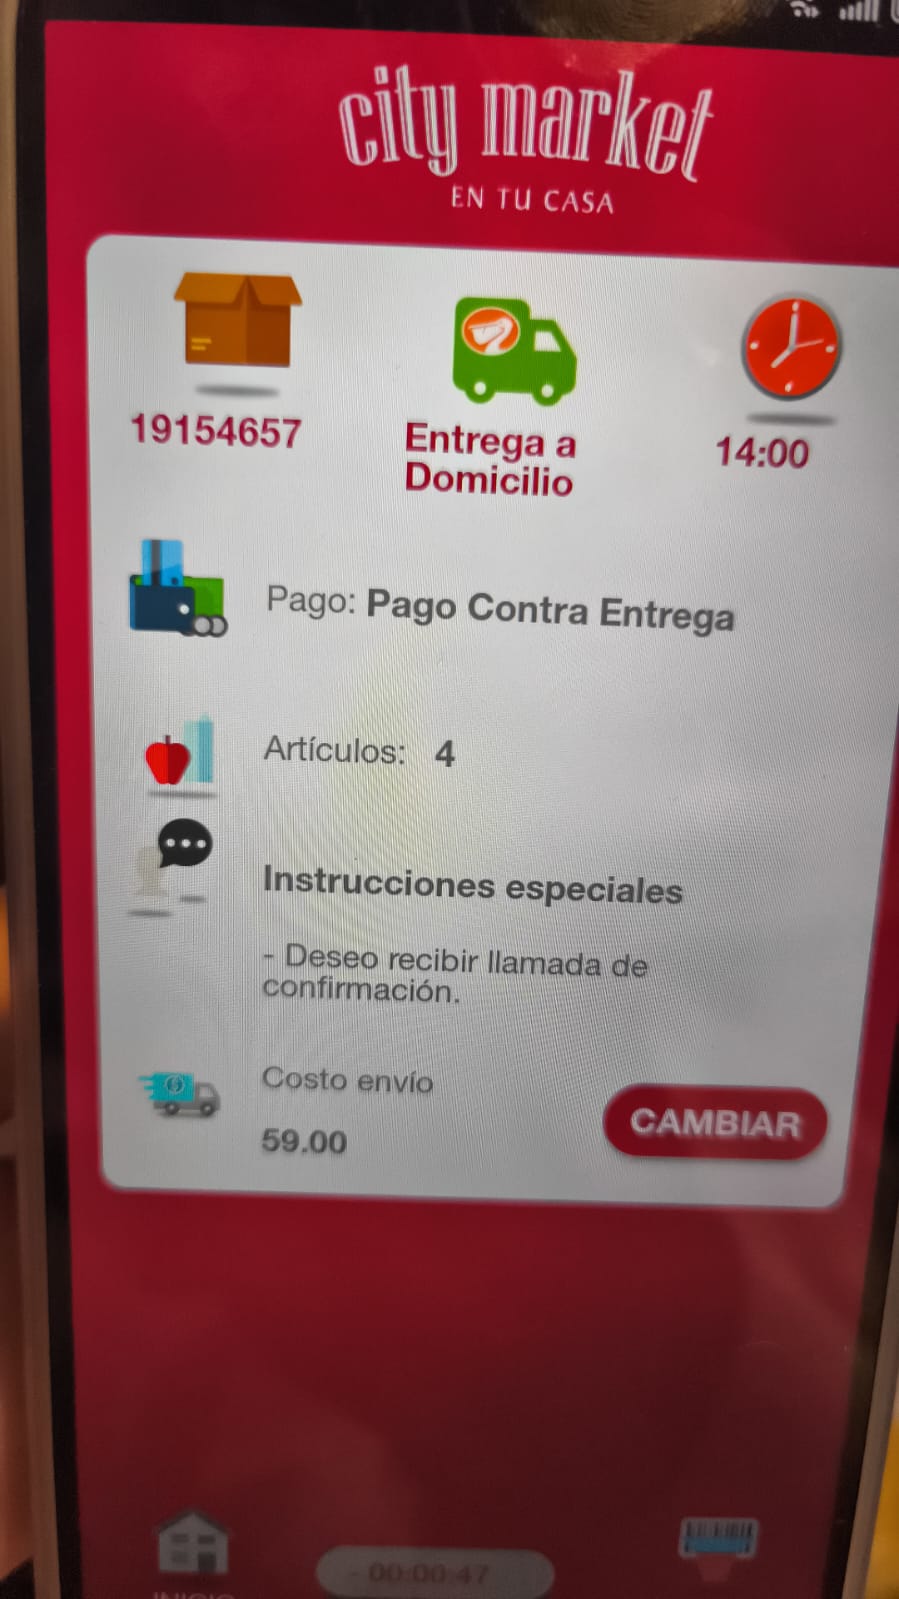 city market
EN TU CASA
19154657
Entrega a
Domicilio
14:00
Pago: Pago Contra Entrega
Artículos: 4
Instrucciones especiales
- Deseo recibir llamada de
confirmación.
Costo envío
59.00
CAMBIAR
- 00:00:47
INICIO